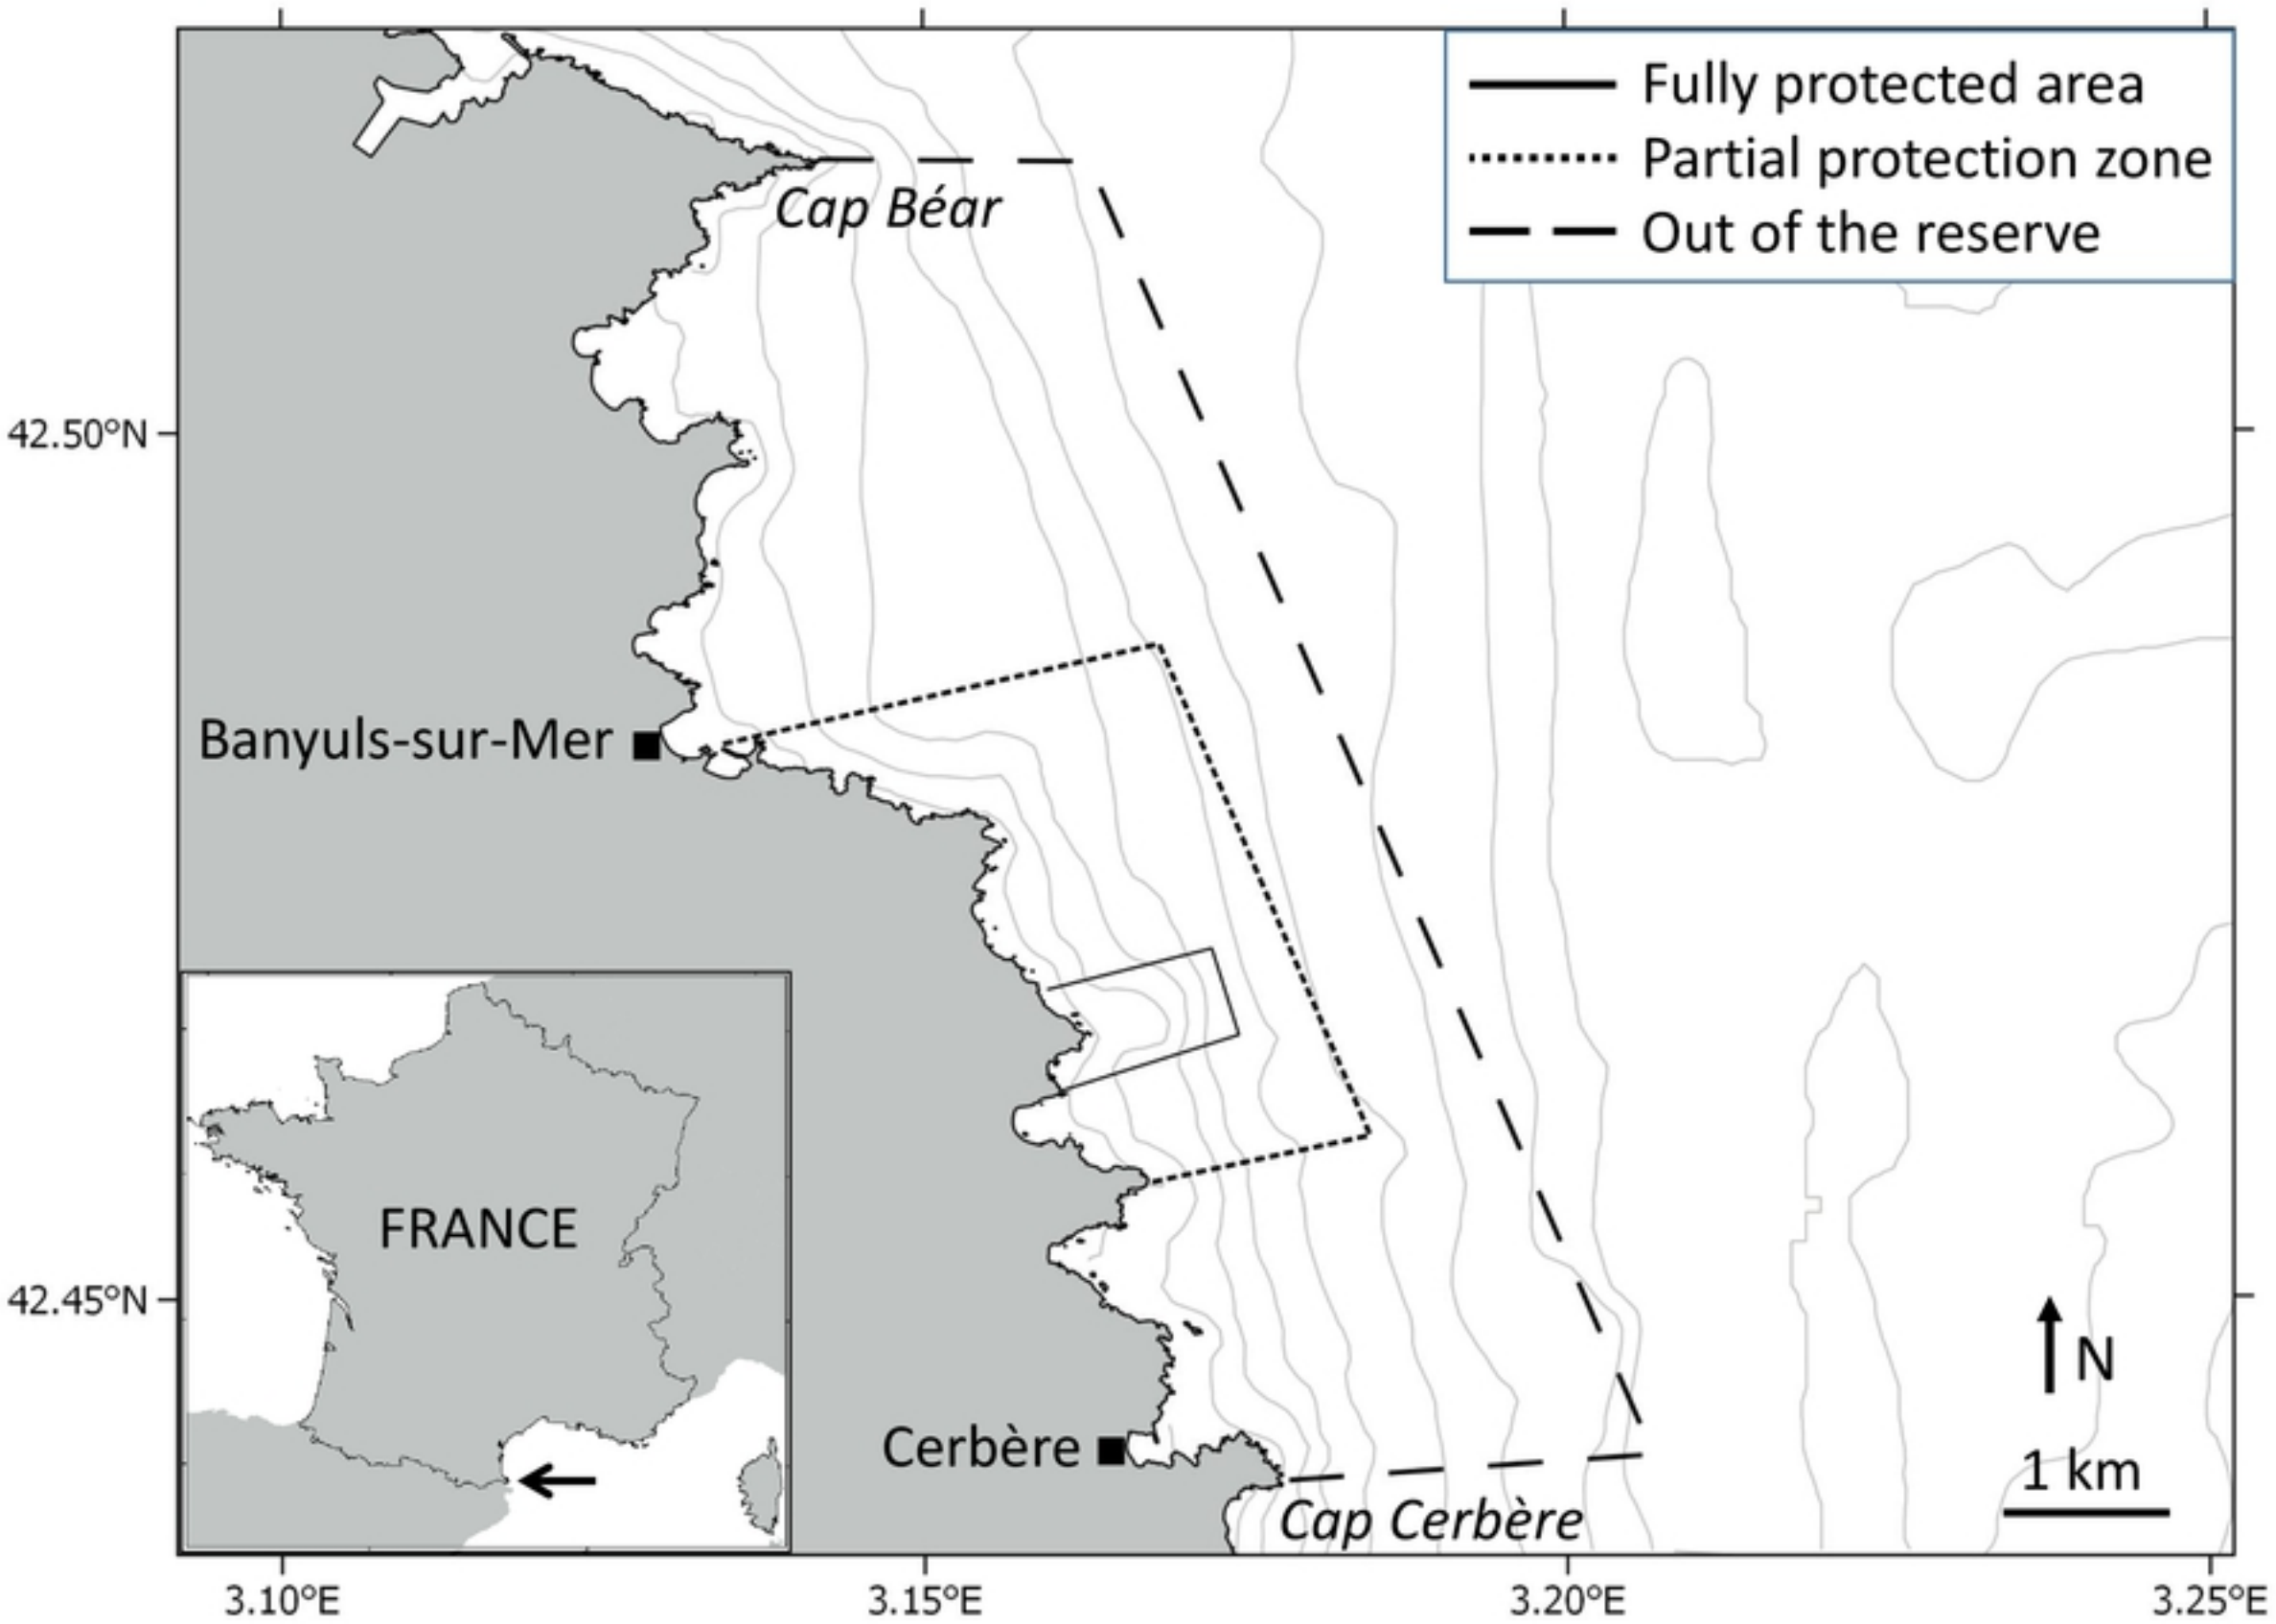 Fully protected area
Partial protection zone
Out of the reserve
Cap Béar
42.50°N
Banyuls-sur-Mer
FRANCE
42.45°N
N
Cerbère
1 km
Cap Cerbère
3.10°E
3.15°E
3.20°E
3.25°E